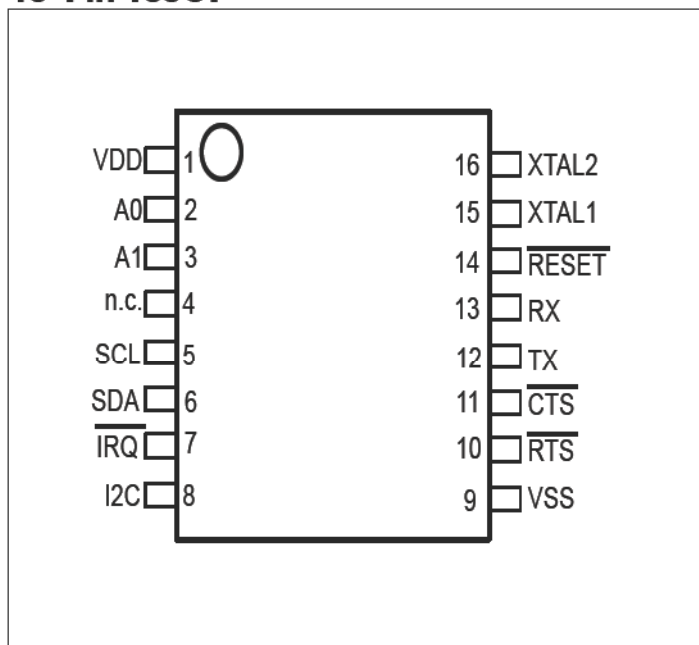 VDD 1 16 XTAL2
A0 2 15 XTAL1
A1 3 14 RESET
n.c. 4 13 RX
SCL 5 12 TX
SDA 6 11 CTS
IRQ 7 10 RTS
I2C 8 9 VSS